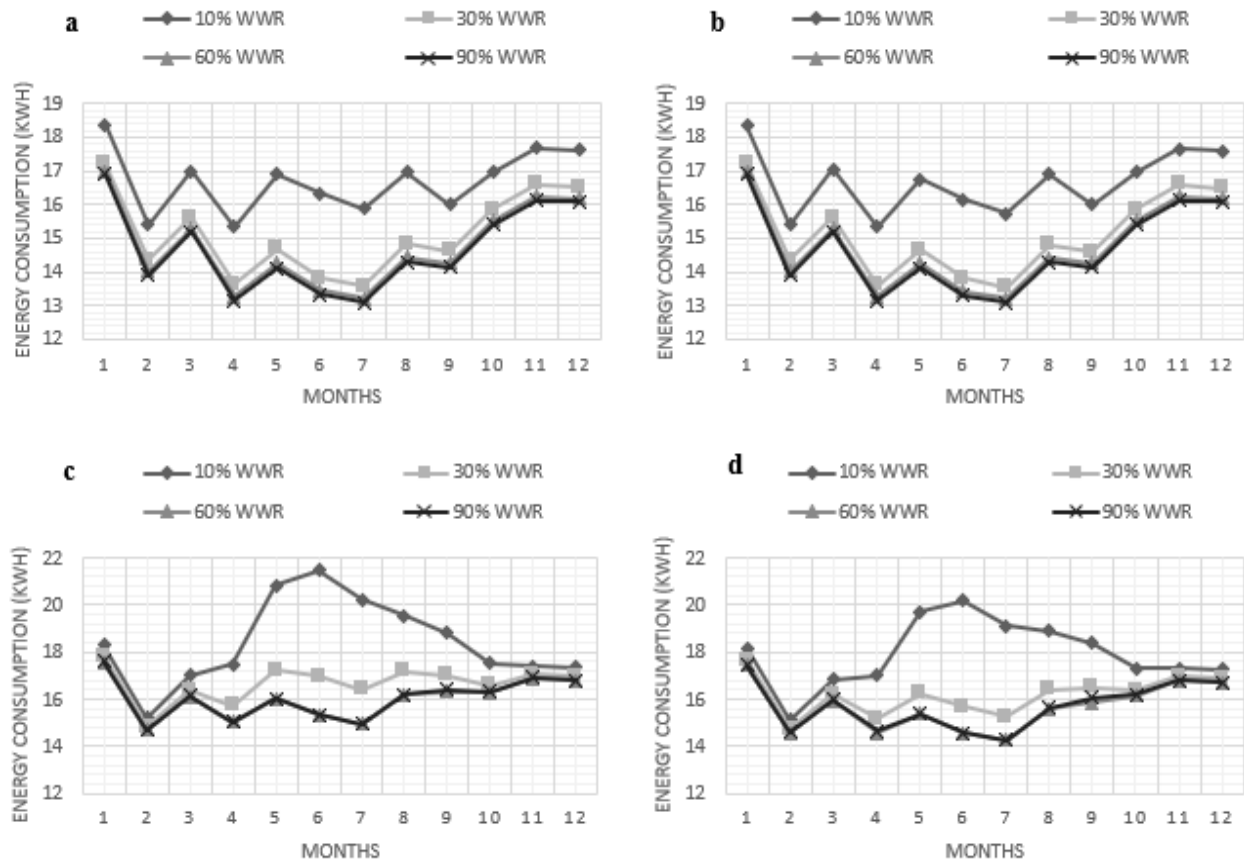 a
10% WWR
30% WWR
60% WWR
90% WWR
ENERGY CONSUMPTION (KWH)
19
18
17
16
15
14
13
12
1 2 3 4 5 6 7 8 9 10 11 12
MONTHS
b
10% WWR
30% WWR
60% WWR
90% WWR
ENERGY CONSUMPTION (KWH)
19
18
17
16
15
14
13
12
1 2 3 4 5 6 7 8 9 10 11 12
MONTHS
c
10% WWR
30% WWR
60% WWR
90% WWR
ENERGY CONSUMPTION (KWH)
22
20
18
16
14
12
1 2 3 4 5 6 7 8 9 10 11 12
MONTHS
d
10% WWR
30% WWR
60% WWR
90% WWR
ENERGY CONSUMPTION (KWH)
22
20
18
16
14
12
1 2 3 4 5 6 7 8 9 10 11 12
MONTHS